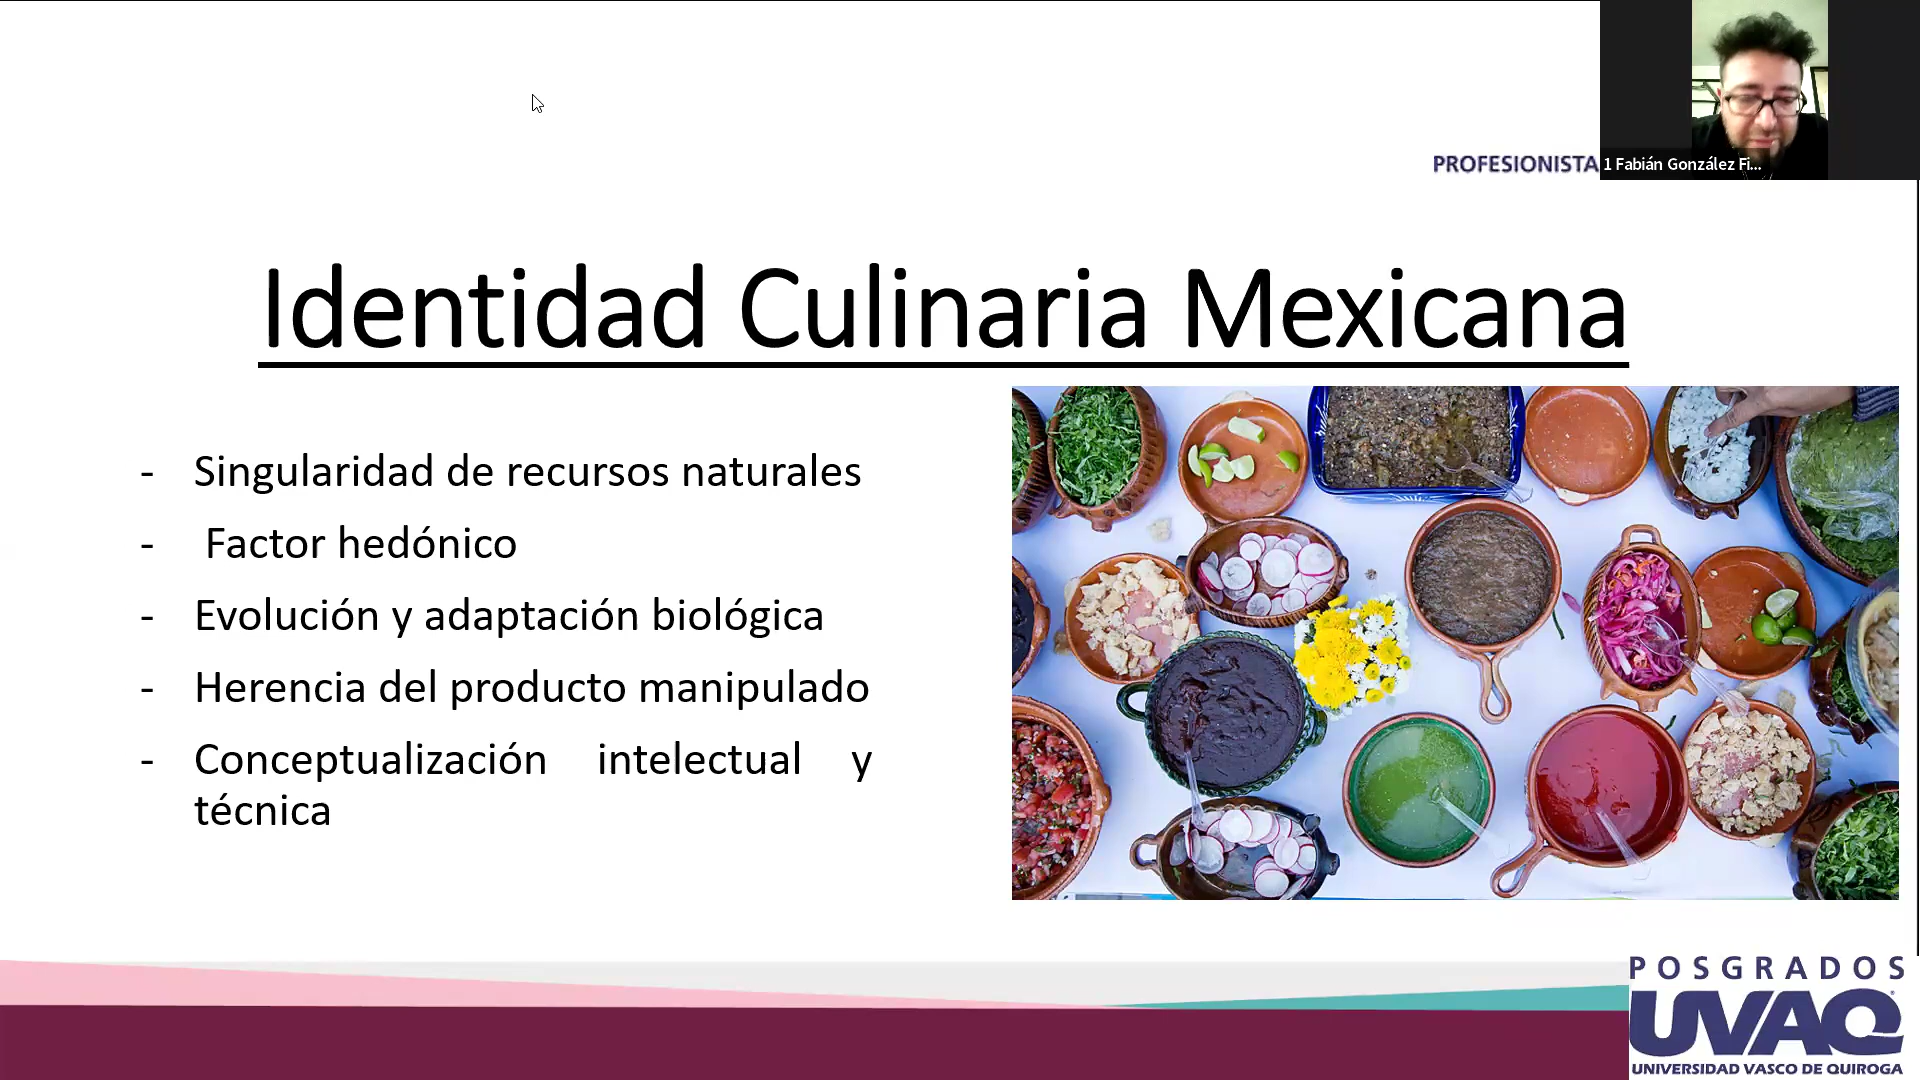 PROFESIONISTA
1 Fabián González Fi...
Identidad Culinaria Mexicana
- Singularidad de recursos naturales
- Factor hedónico
- Evolución y adaptación biológica
- Herencia del producto manipulado
- Conceptualización intelectual y
técnica
POSGRADOS
UVAQ
UNIVERSIDAD VASCO DE QUIROGA